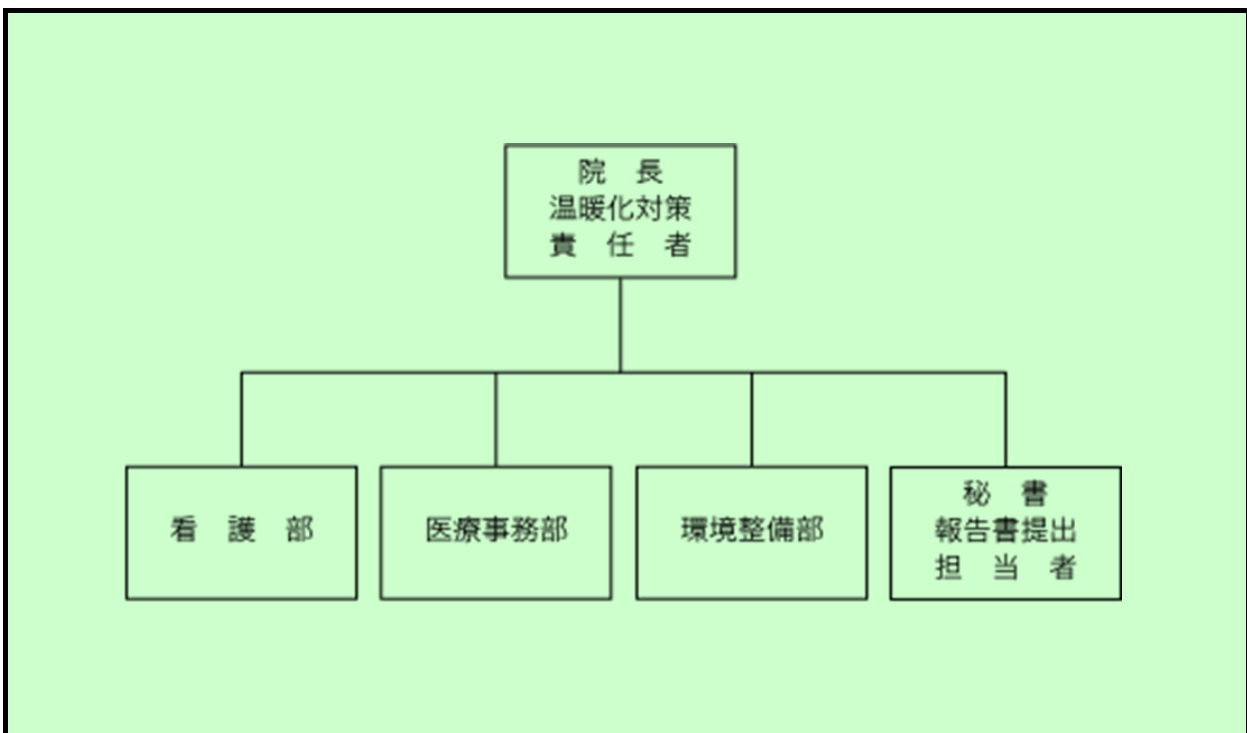 院　長
温暖化対策
責　任　者
看　護　部
医療事務部
環境整備部
秘　書
報告書提出
担　当　者